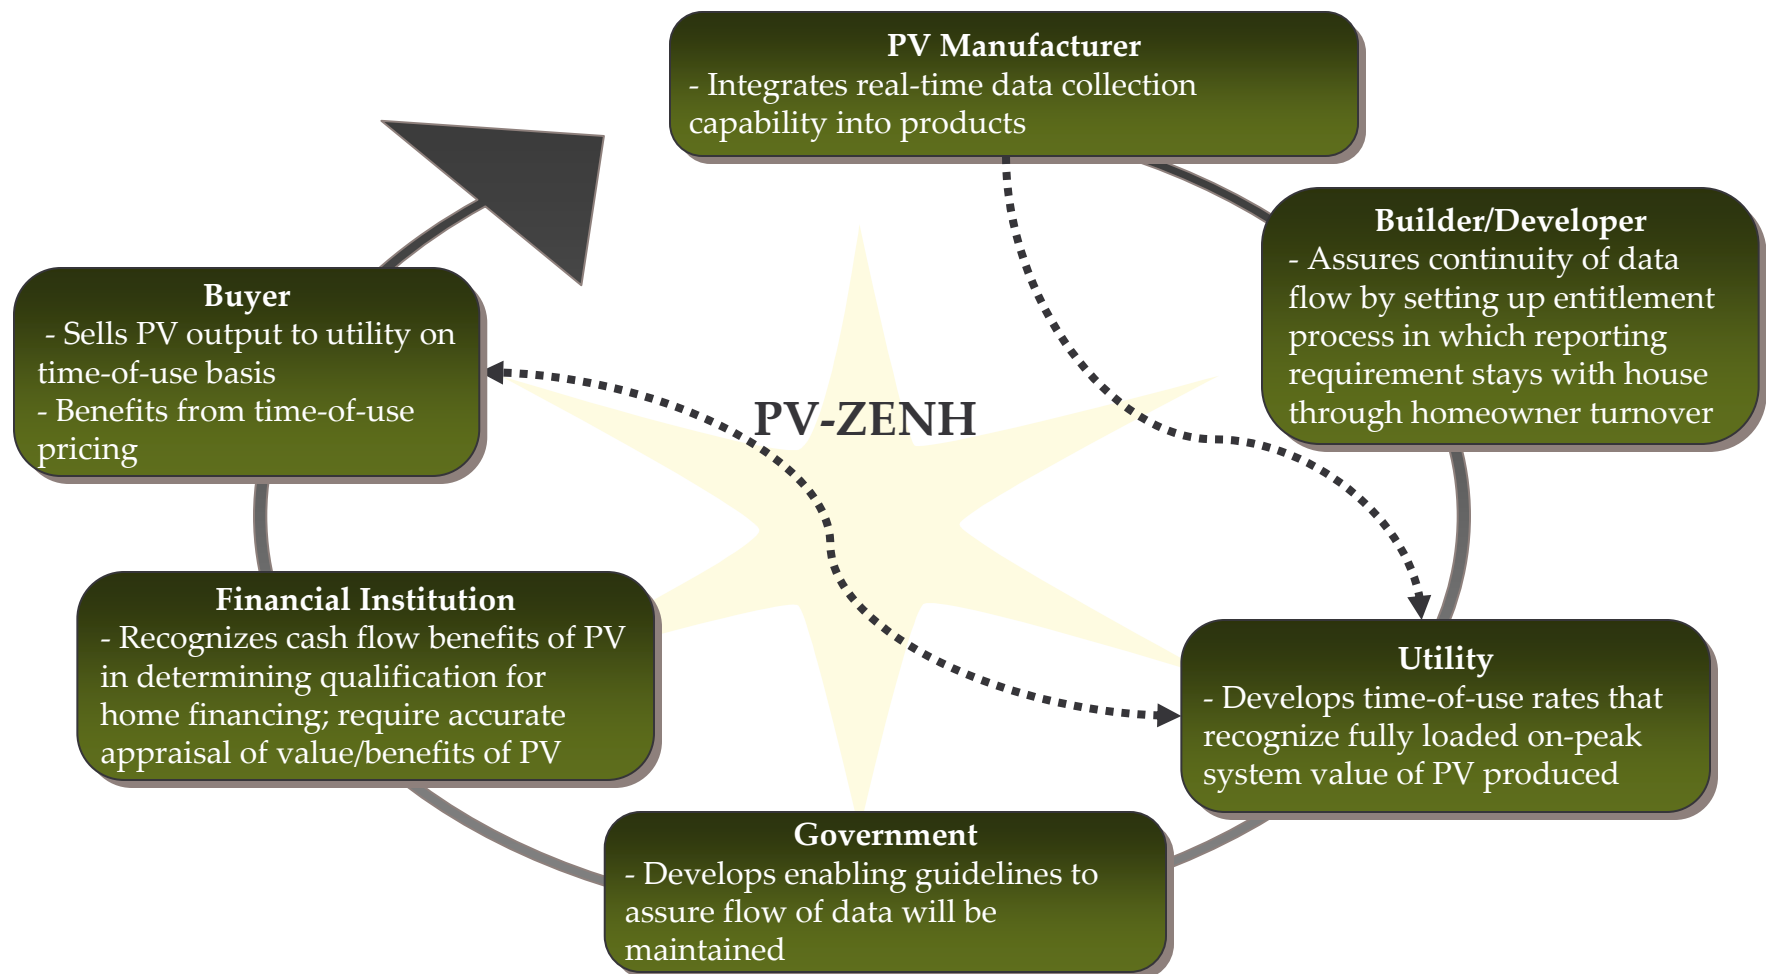 PV Manufacturer
- Integrates real-time data collection
capability into products
Builder/Developer
- Assures continuity of data
flow by setting up entitlement
process in which reporting
requirement stays with house
through homeowner turnover
Buyer
- Sells PV output to utility on
time-of-use basis
- Benefits from time-of-use
pricing
PV-ZENH
Financial Institution
- Recognizes cash flow benefits of PV
in determining qualification for
home financing; require accurate
appraisal of value/benefits of PV
Utility
- Develops time-of-use rates that
recognize fully loaded on-peak
system value of PV produced
Government
- Develops enabling guidelines to
assure flow of data will be
maintained